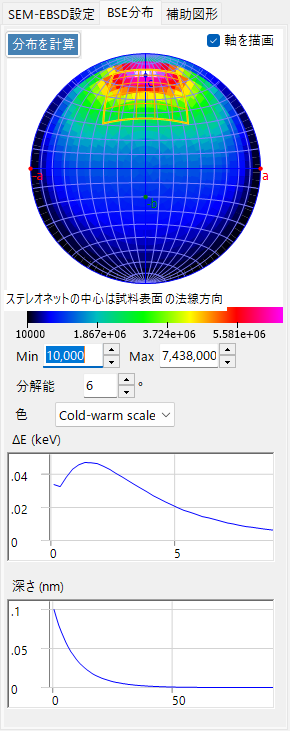 SEM-EBSD設定 BSE分布 補助図形
分布を計算
軸を描画
-a a
-b
ステレオネットの中心は試料表面の法線方向
10000 1.867e+06 3.724e+06 5.581e+06
Min 10,000 Max 7,438,000
分解能 6 °
色 Cold-warm scale
ΔE (keV)
.04
.02
0
0 5
深さ(nm)
.1
.05
0
0 50